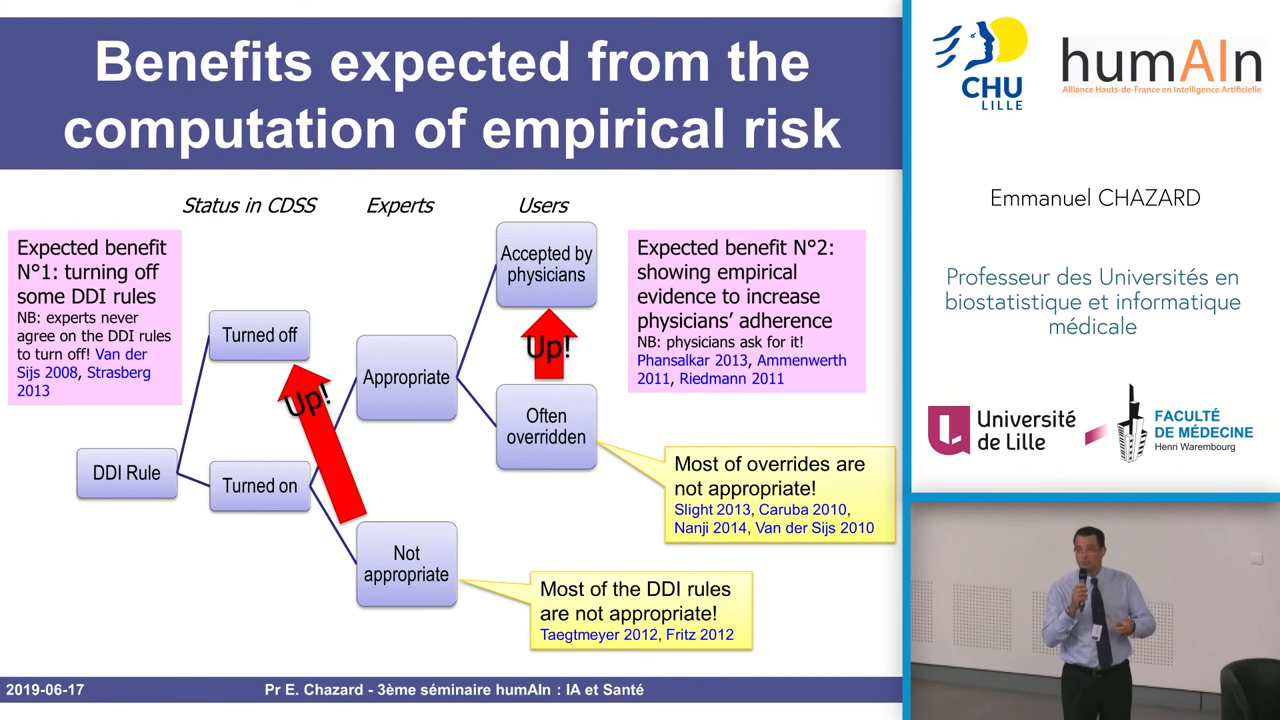 Benefits expected from the
computation of empirical risk
Status in CDSS
Experts
Users
Expected benefit
N°1: turning off
some DDI rules
NB: experts never
agree on the DDI rules
to turn off! Van der
Sijs 2008, Strasberg
2013
DDI Rule
Turned off
Turned on
Up!
Appropriate
Not
appropriate
Accepted by
physicians
Up!
Often
overridden
Expected benefit N°2:
showing empirical
evidence to increase
physicians’ adherence
NB: physicians ask for it!
Phansalkar 2013, Ammenwerth
2011, Riedmann 2011
Most of overrides are
not appropriate!
Slight 2013, Caruba 2010,
Nanji 2014, Van der Sijs 2010
Most of the DDI rules
are not appropriate!
Taegtmeyer 2012, Fritz 2012
2019-06-17
Pr E. Chazard - 3ème séminaire humAIn : IA et Santé
CHU
LILLE
humAIn
Alliance Hauts-de-France en Intelligence Artificielle
Emmanuel CHAZARD
Professeur des Universités en
biostatistique et informatique
médicale
Université
de Lille
FACULTÉ
DE MÉDECINE
Henri Warembourg